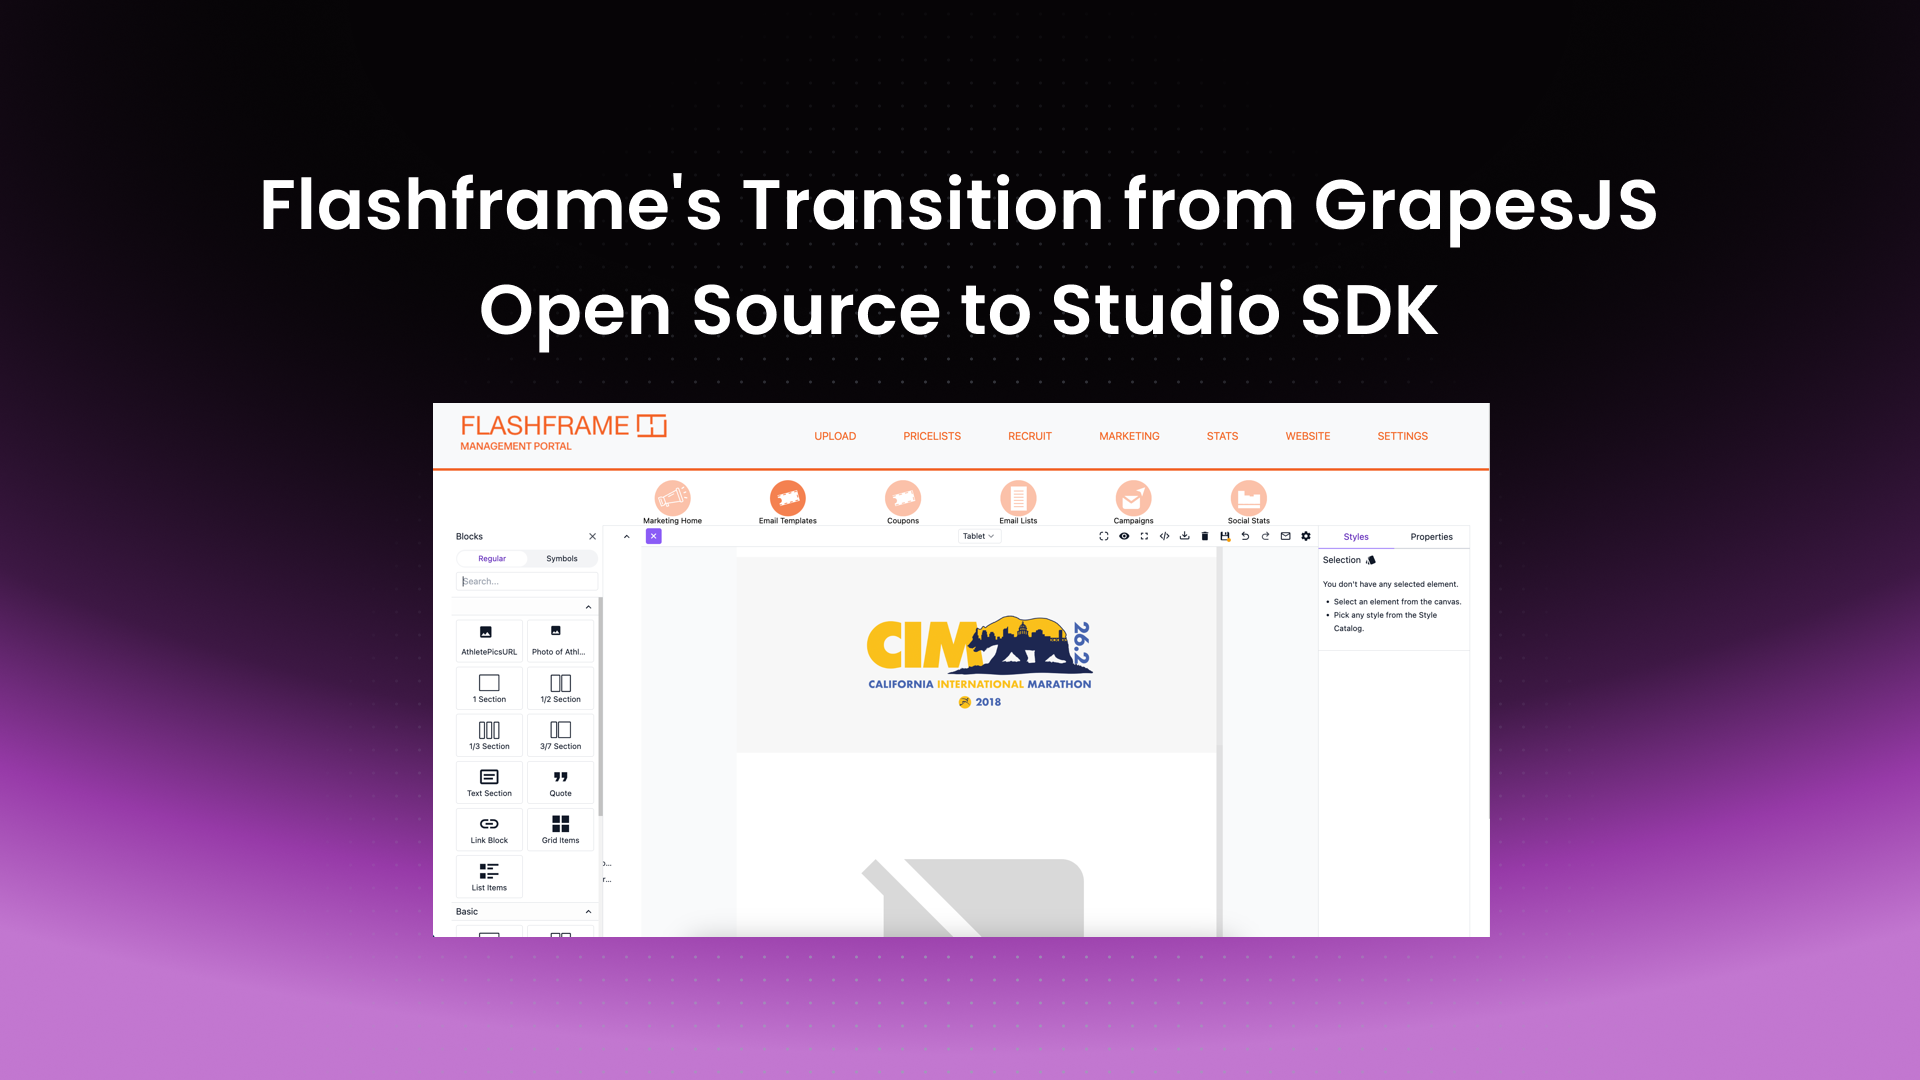 Flashframe's Transition from GrapesJS
Open Source to Studio SDK
FLASHFRAME
MANAGEMENT PORTAL
UPLOAD PRICELISTS RECRUIT MARKETING STATS WEBSITE SETTINGS
Marketing Home Email Templates Coupons Email Lists Campaigns Social Stats
Blocks
Tablet
Styles Properties
Regular Symbols
Selection
Search...
You don't have any selected element.
• Select an element from the canvas.
• Pick any style from the Style
Catalog.
AthletePicsURL Photo of Athl...
1 Section 1/2 Section
1/3 Section 3/7 Section
Text Section Quote
Link Block Grid Items
List Items
Basic
CIM 26.2
CALIFORNIA INTERNATIONAL MARATHON
2018